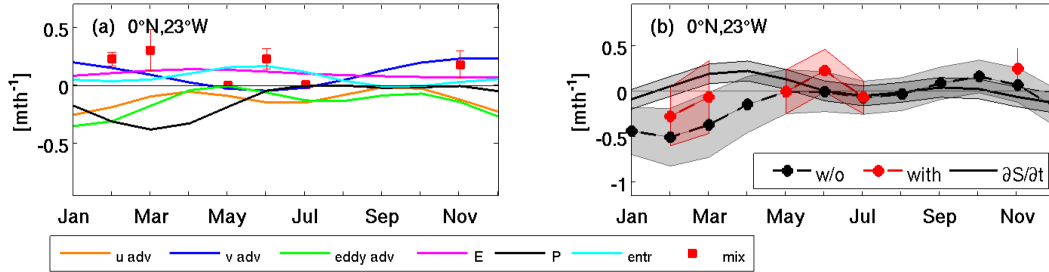 (a) 0°N,23°W
[mth⁻¹]
0.5
0
-0.5
Jan Mar May Jul Sep Nov
(b) 0°N,23°W
[mth⁻¹]
0.5
0
-0.5
-1
w/o with ∂S/∂t
Jan Mar May Jul Sep Nov
u adv v adv eddy adv E P entr mix